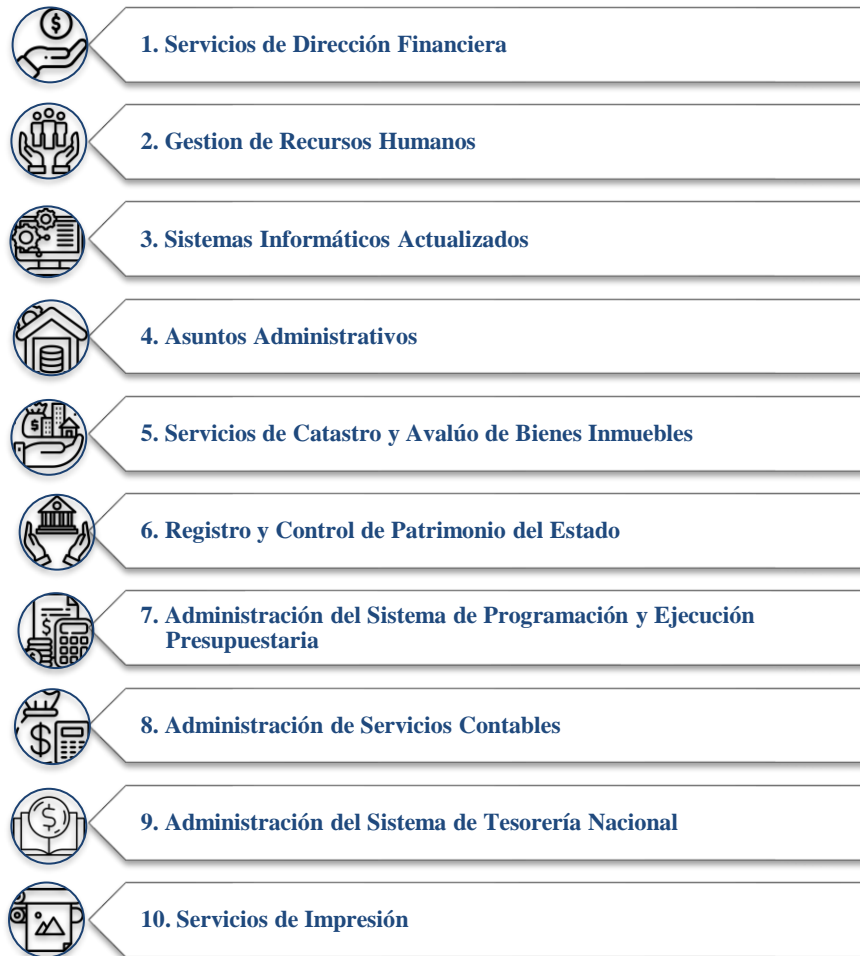 1. Servicios de Dirección Financiera
2. Gestion de Recursos Humanos
3. Sistemas Informáticos Actualizados
4. Asuntos Administrativos
5. Servicios de Catastro y Avalúo de Bienes Inmuebles
6. Registro y Control de Patrimonio del Estado
7. Administración del Sistema de Programación y Ejecución
Presupuestaria
8. Administración de Servicios Contables
9. Administración del Sistema de Tesorería Nacional
10. Servicios de Impresión